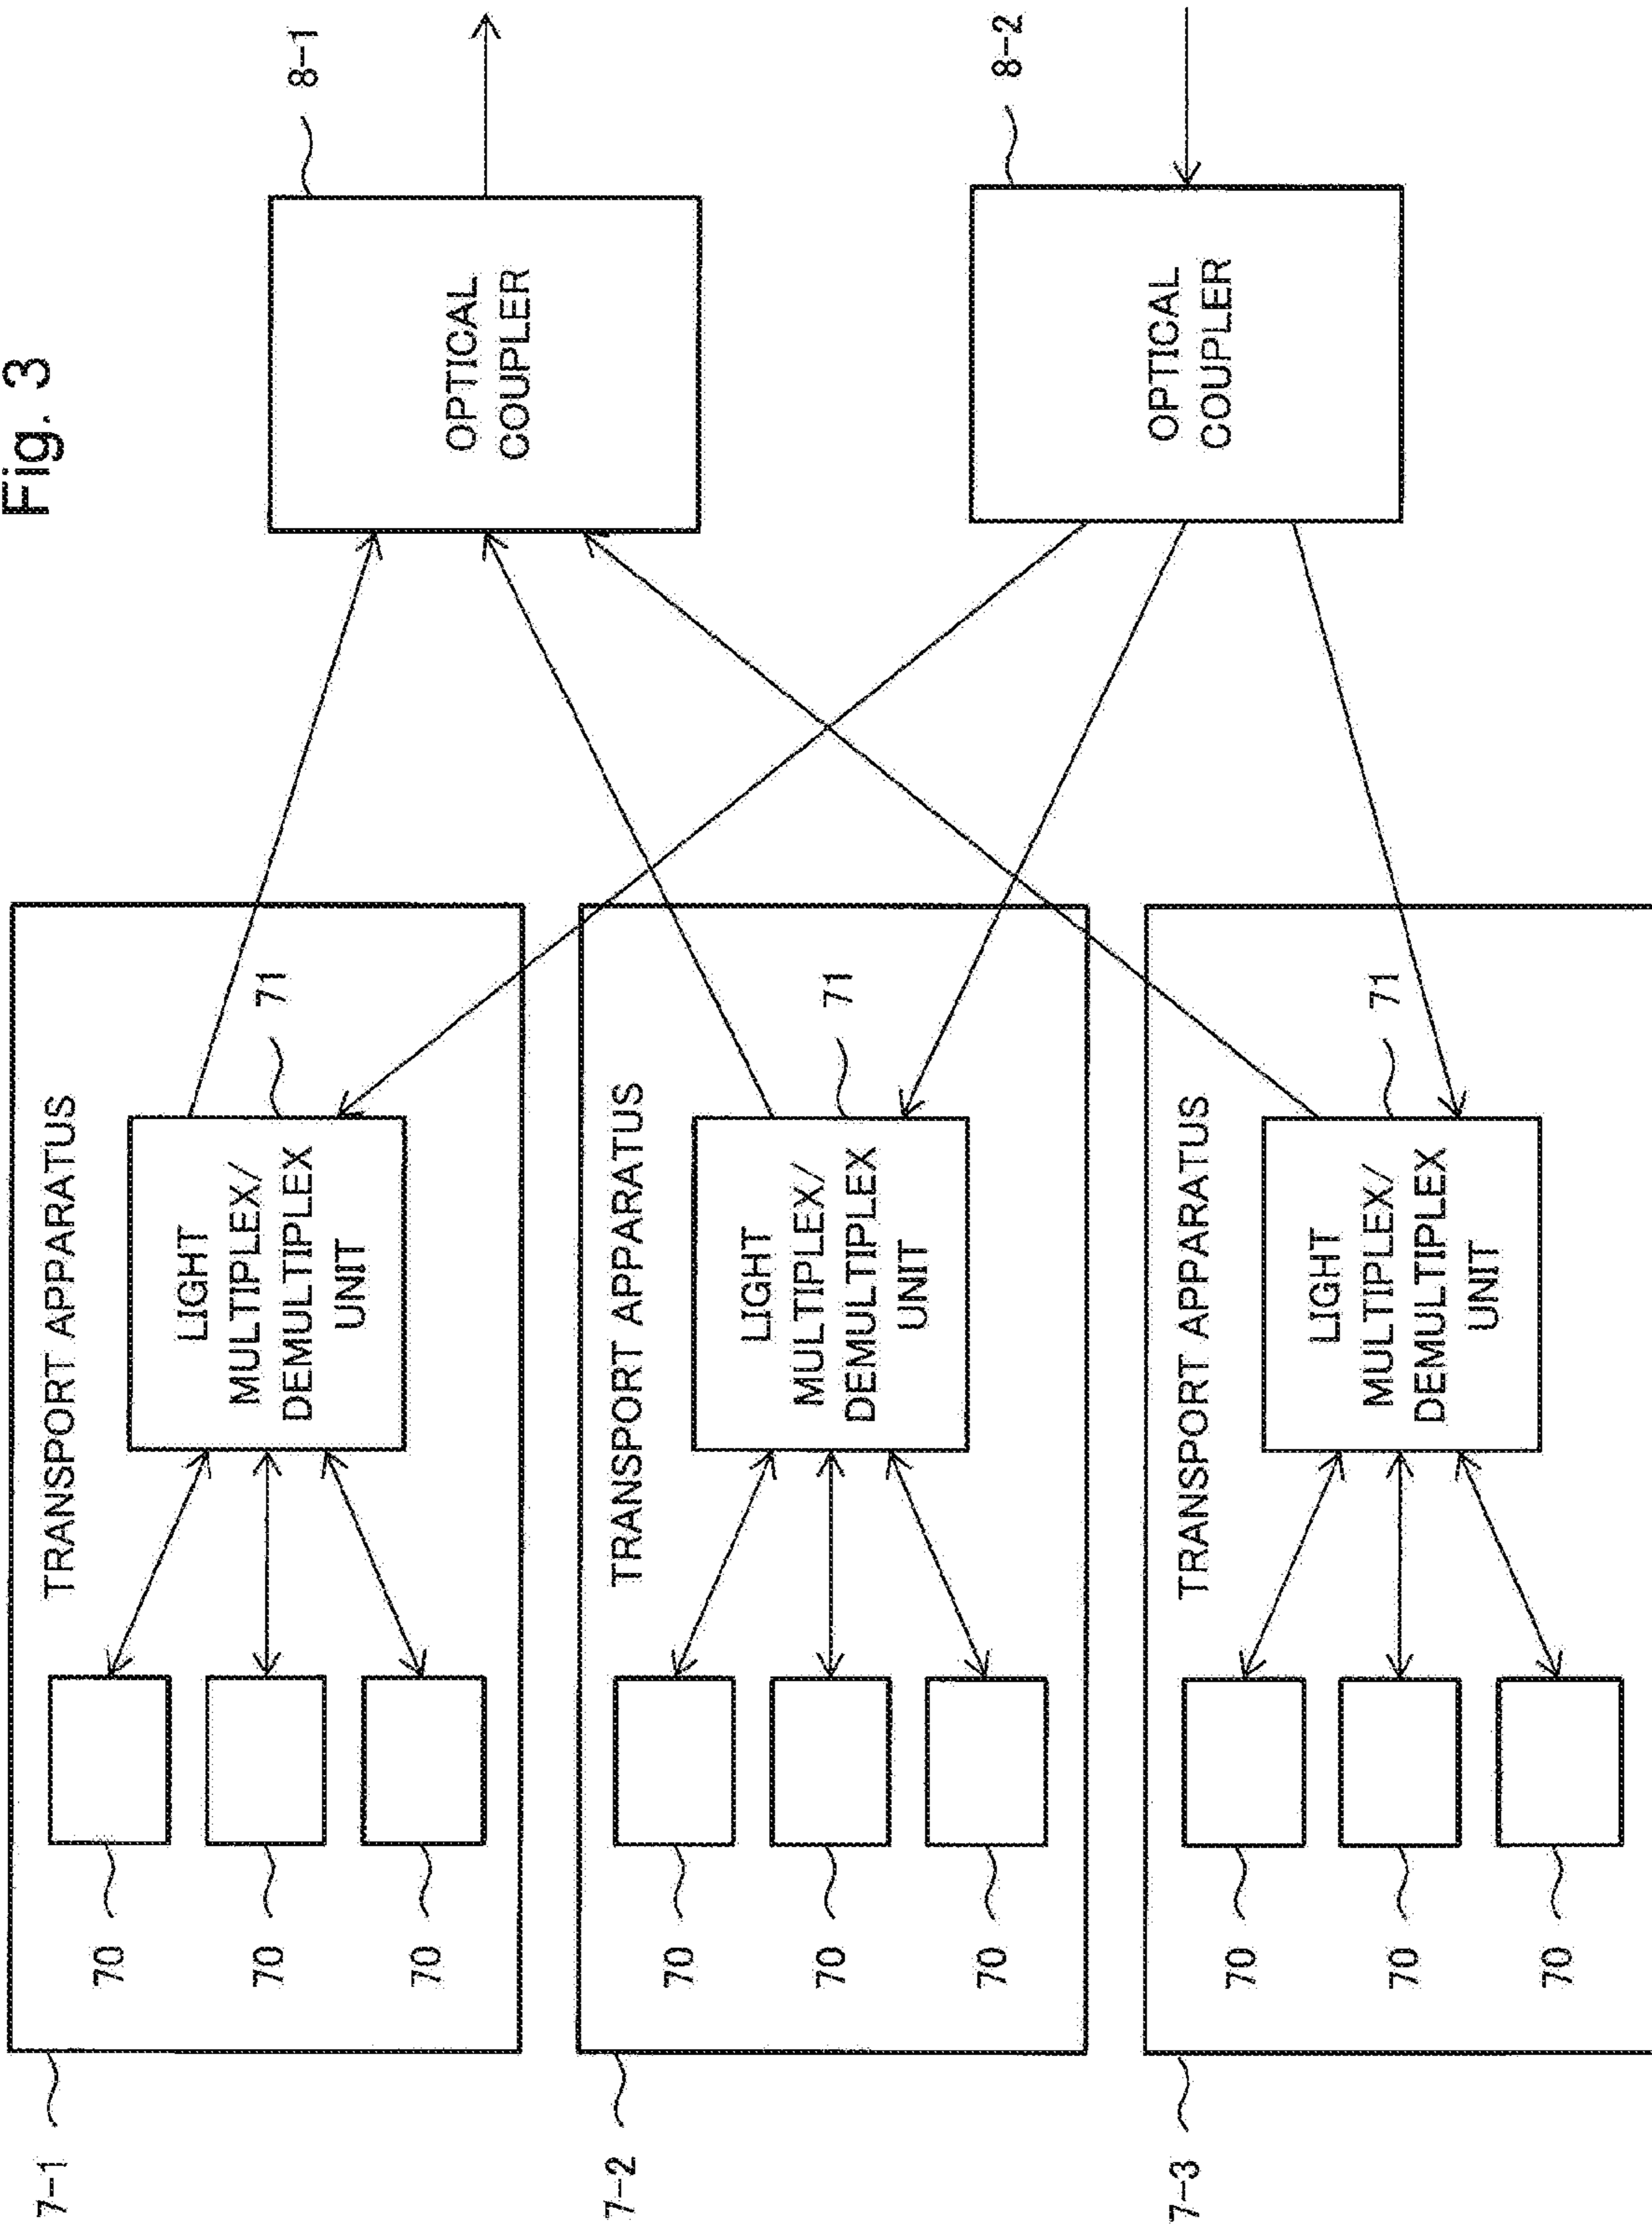 Fig. 3
7-1
TRANSPORT APPARATUS
70
70
70
LIGHT
MULTIPLEX/
DEMULTIPLEX
UNIT
71
7-2
TRANSPORT APPARATUS
70
70
70
LIGHT
MULTIPLEX/
DEMULTIPLEX
UNIT
71
7-3
TRANSPORT APPARATUS
70
70
70
LIGHT
MULTIPLEX/
DEMULTIPLEX
UNIT
71
8-1
OPTICAL
COUPLER
8-2
OPTICAL
COUPLER